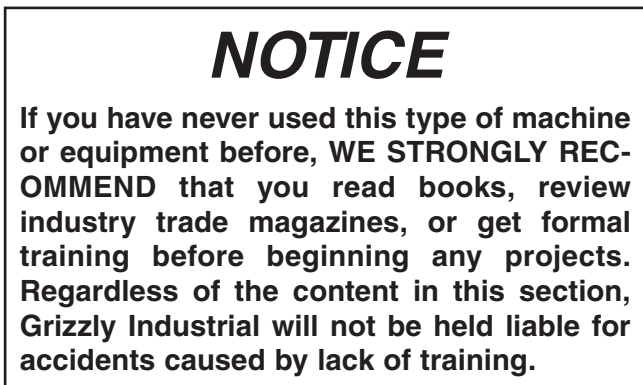 NOTICE
If you have never used this type of machine
or equipment before, WE STRONGLY REC-
OMMEND that you read books, review
industry trade magazines, or get formal
training before beginning any projects.
Regardless of the content in this section,
Grizzly Industrial will not be held liable for
accidents caused by lack of training.